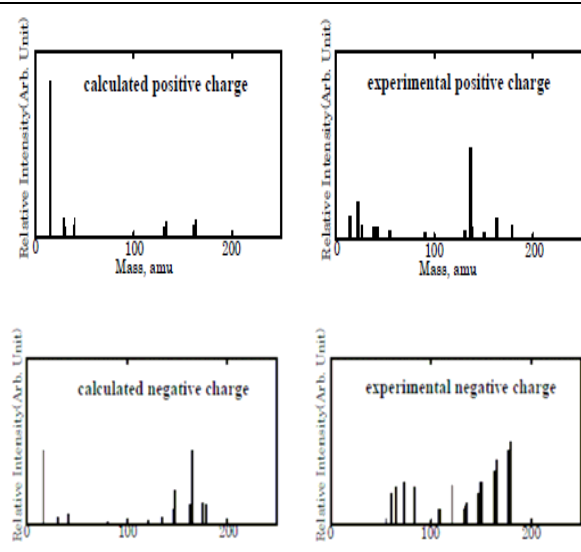 Relative Intensity(Arb. Unit)
calculated positive charge
0 100 200
Mass, amu
Relative Intensity(Arb. Unit)
experimental positive charge
0 100 200
Mass, amu
Relative Intensity(Arb. Unit)
calculated negative charge
0 100 200
Relative Intensity(Arb. Unit)
experimental negative charge
0 100 200